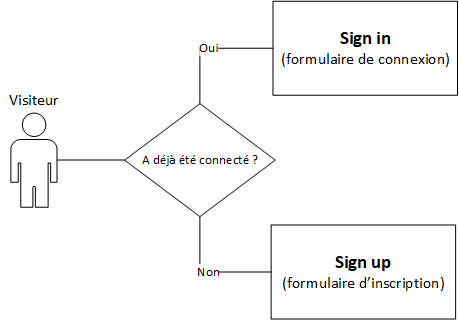 Visiteur
A déjà été connecté ?
Oui
Sign in
(formulaire de connexion)
Non
Sign up
(formulaire d'inscription)